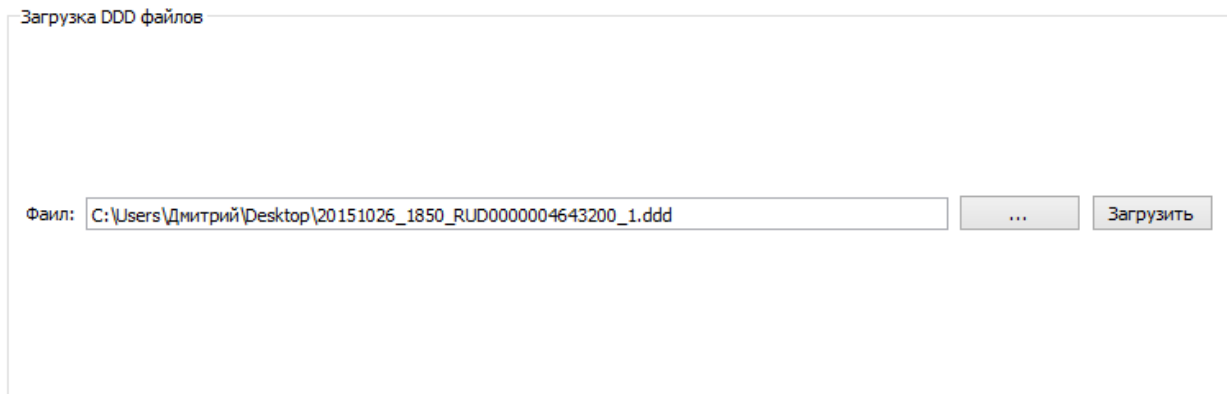 Загрузка DDD файлов
Фаил: C:\Users\Дмитрий\Desktop\20151026_1850_RUD0000004643200_1.ddd ... Загрузить